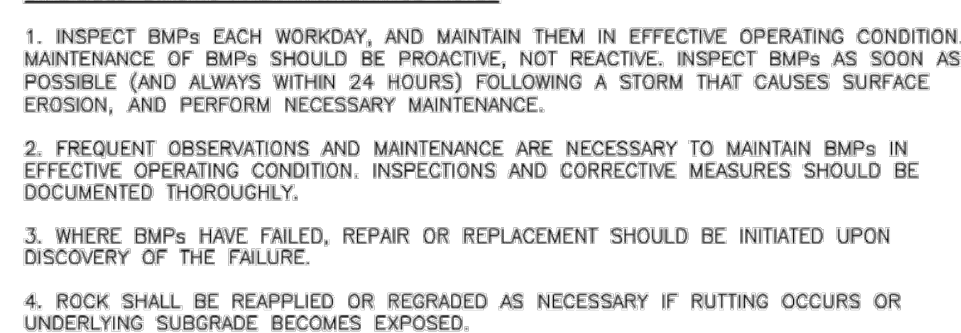 1. INSPECT BMPs EACH WORKDAY, AND MAINTAIN THEM IN EFFECTIVE OPERATING CONDITION.
MAINTENANCE OF BMPs SHOULD BE PROACTIVE, NOT REACTIVE. INSPECT BMPs AS SOON AS
POSSIBLE (AND ALWAYS WITHIN 24 HOURS) FOLLOWING A STORM THAT CAUSES SURFACE
EROSION, AND PERFORM NECESSARY MAINTENANCE.
2. FREQUENT OBSERVATIONS AND MAINTENANCE ARE NECESSARY TO MAINTAIN BMPs IN
EFFECTIVE OPERATING CONDITION. INSPECTIONS AND CORRECTIVE MEASURES SHOULD BE
DOCUMENTED THOROUGHLY.
3. WHERE BMPs HAVE FAILED, REPAIR OR REPLACEMENT SHOULD BE INITIATED UPON
DISCOVERY OF THE FAILURE.
4. ROCK SHALL BE REAPPLIED OR REGRADED AS NECESSARY IF RUTTING OCCURS OR
UNDERLYING SUBGRADE BECOMES EXPOSED.